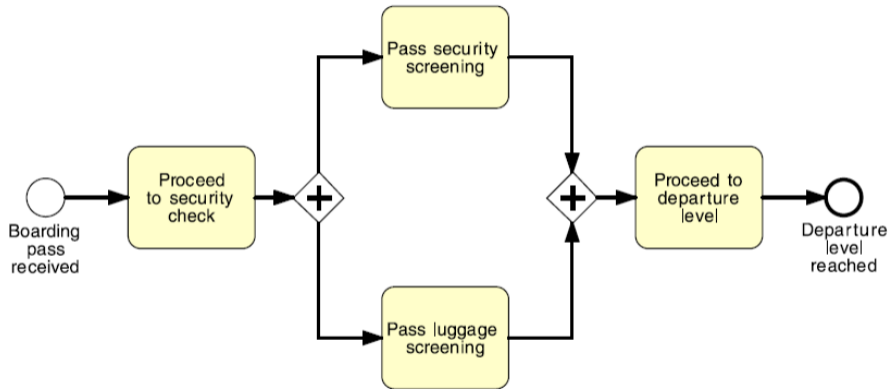 Pass security
screening
Proceed
to security
check
Proceed to
departure
level
Boarding
pass
received
Departure
level
reached
Pass luggage
screening